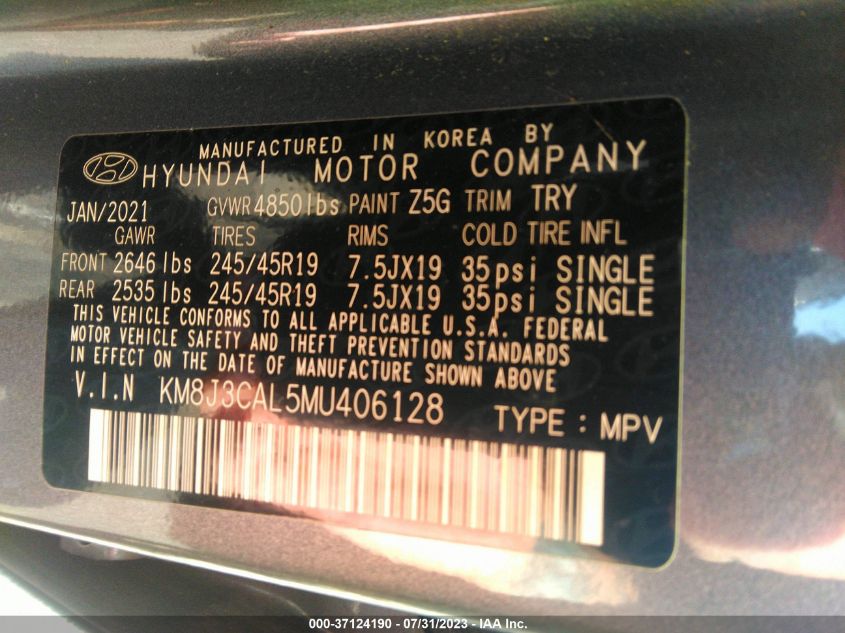 MANUFACTURED IN KOREA BY
HYUNDAI MOTOR COMPANY
JAN/2021 GVWR 4850lbs PAINT Z5G TRIM TRY
GAWR TIRES RIMS COLD TIRE INFL
FRONT 2646 lbs 245/45R19 7.5JX19 35psi SINGLE
REAR 2535 lbs 245/45R19 7.5JX19 35psi SINGLE
THIS VEHICLE CONFORMS TO ALL APPLICABLE U.S.A. FEDERAL
MOTOR VEHICLE SAFETY AND THEFT PREVENTION STANDARDS
IN EFFECT ON THE DATE OF MANUFACTURE SHOWN ABOVE
V.I.N KM8J3CAL5MU406128
TYPE : MPV
000-37124190 - 07/31/2023 - IAA Inc.